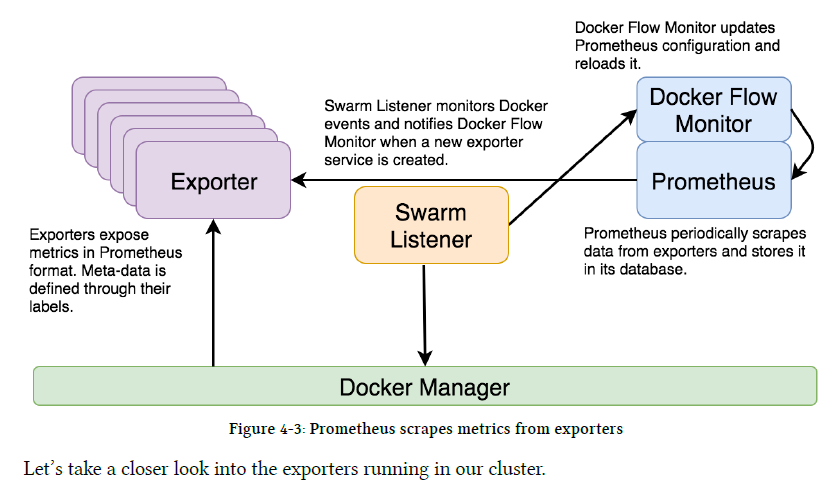 Docker Flow Monitor updates
Prometheus configuration and
reloads it.
Docker Flow
Monitor
Swarm Listener monitors Docker
events and notifies Docker Flow
Monitor when a new exporter
service is created.
Exporter
Prometheus
Swarm
Listener
Exporters expose
metrics in Prometheus
format. Meta-data is
defined through their
labels.
Prometheus periodically scrapes
data from exporters and stores it
in its database.
Docker Manager
Figure 4-3: Prometheus scrapes metrics from exporters
Let’s take a closer look into the exporters running in our cluster.